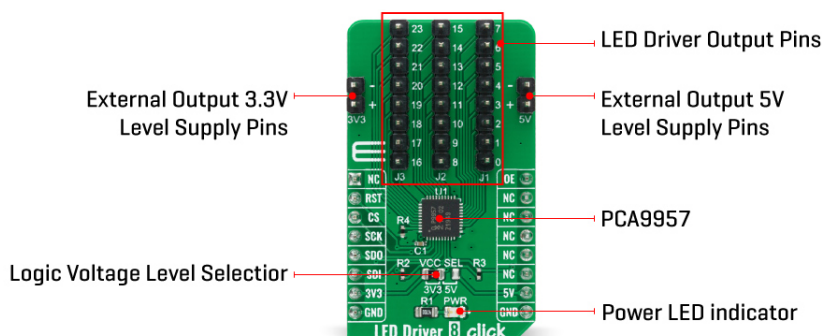 23 15 7
22 14 6
21 13 5
20 12 4
19 11 3
18 10 2
17 9 1
16 8 0
J3 J2 J1
LED Driver Output Pins
External Output 3.3V
Level Supply Pins
- +
3V3
- +
5V
External Output 5V
Level Supply Pins
NC
RST
CS
SCK
SDO
SDI
3V3
GND
OE
NC
NC
NC
NC
NC
5V
GND
U1
R4
C1
PCA9957
Logic Voltage Level Selectior
R2 VCC SEL R3
3V3 5V
R1 PWR
Power LED indicator
LED Driver 8 click